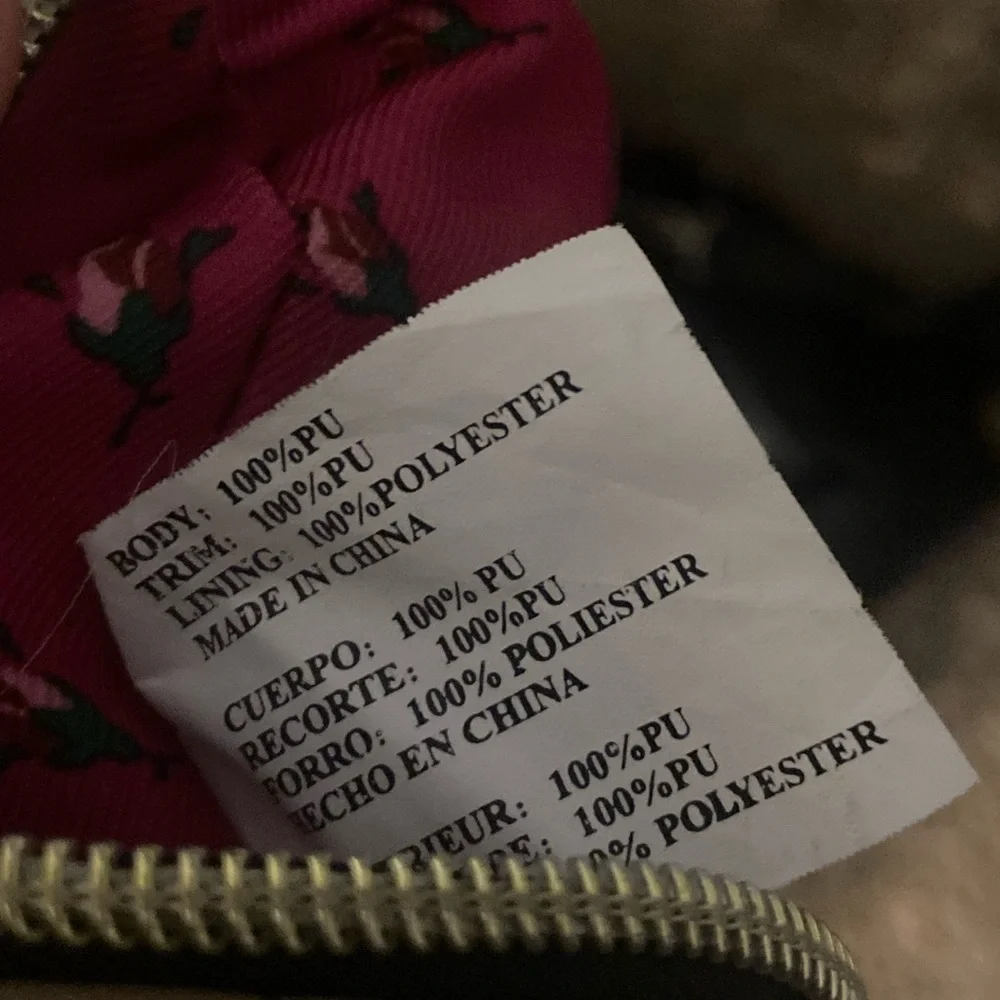 BODY: 100%PU
TRIM: 100%PU
LINING: 100%POLYESTER
MADE IN CHINA
CUERPO: 100% PU
RECORTE: 100%PU
FORRO: 100% POLIESTER
HECHO EN CHINA
100%PU
100%PU
POLYESTER